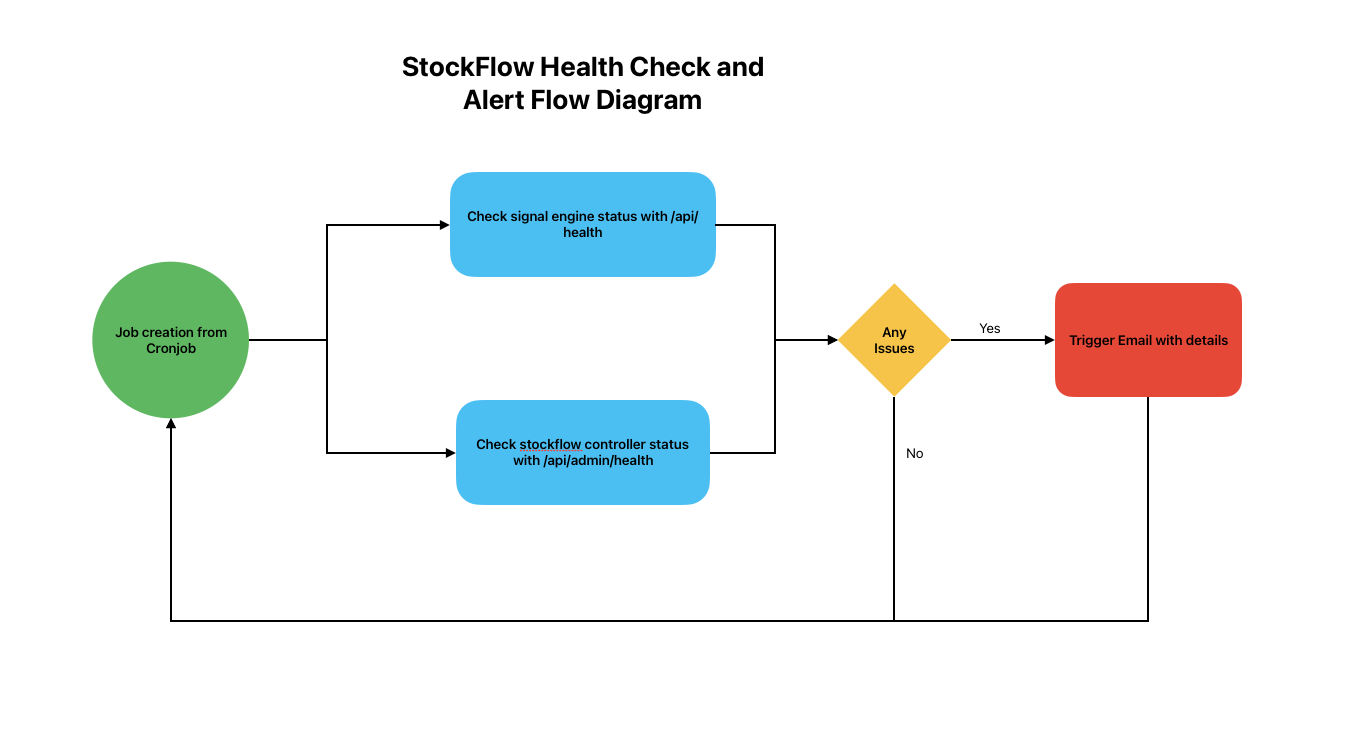 StockFlow Health Check and
Alert Flow Diagram
Check signal engine status with /api/
health
Job creation from
Cronjob
Any
Issues
Yes
Trigger Email with details
Check stockflow controller status
with /api/admin/health
No